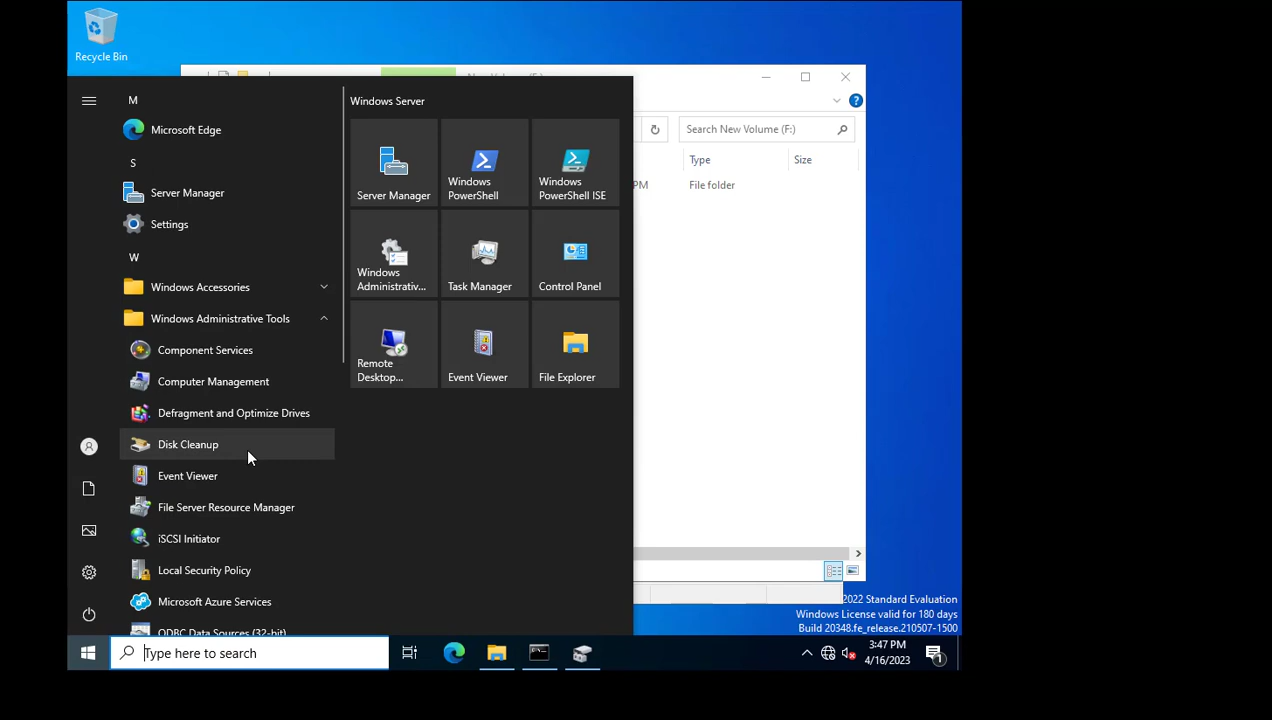 Recycle Bin
M
Microsoft Edge
S
Server Manager
Settings
W
Windows Accessories
Windows Administrative Tools
Component Services
Computer Management
Defragment and Optimize Drives
Disk Cleanup
Event Viewer
File Server Resource Manager
iSCSI Initiator
Local Security Policy
Microsoft Azure Services
ODBC Data Sources (32-bit)
Windows Server
Server Manager
Windows
PowerShell
Windows
PowerShell ISE
Windows
Administrativ...
Task Manager
Control Panel
Remote
Desktop...
Event Viewer
File Explorer
Search New Volume (F:)
Type
Size
PM
File folder
2022 Standard Evaluation
Windows License valid for 180 days
Build 20348.fe_release.210507-1500
Type here to search
3:47 PM
4/16/2023
1